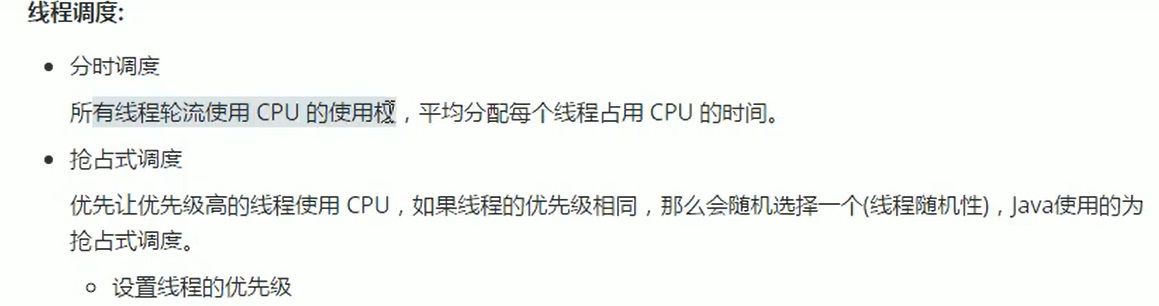 线程调度:
分时调度
所有线程轮流使用 CPU 的使用权，平均分配每个线程占用 CPU 的时间。
抢占式调度
优先让优先级高的线程使用 CPU，如果线程的优先级相同，那么会随机选择一个(线程随机性)，Java使用的为
抢占式调度。
设置线程的优先级